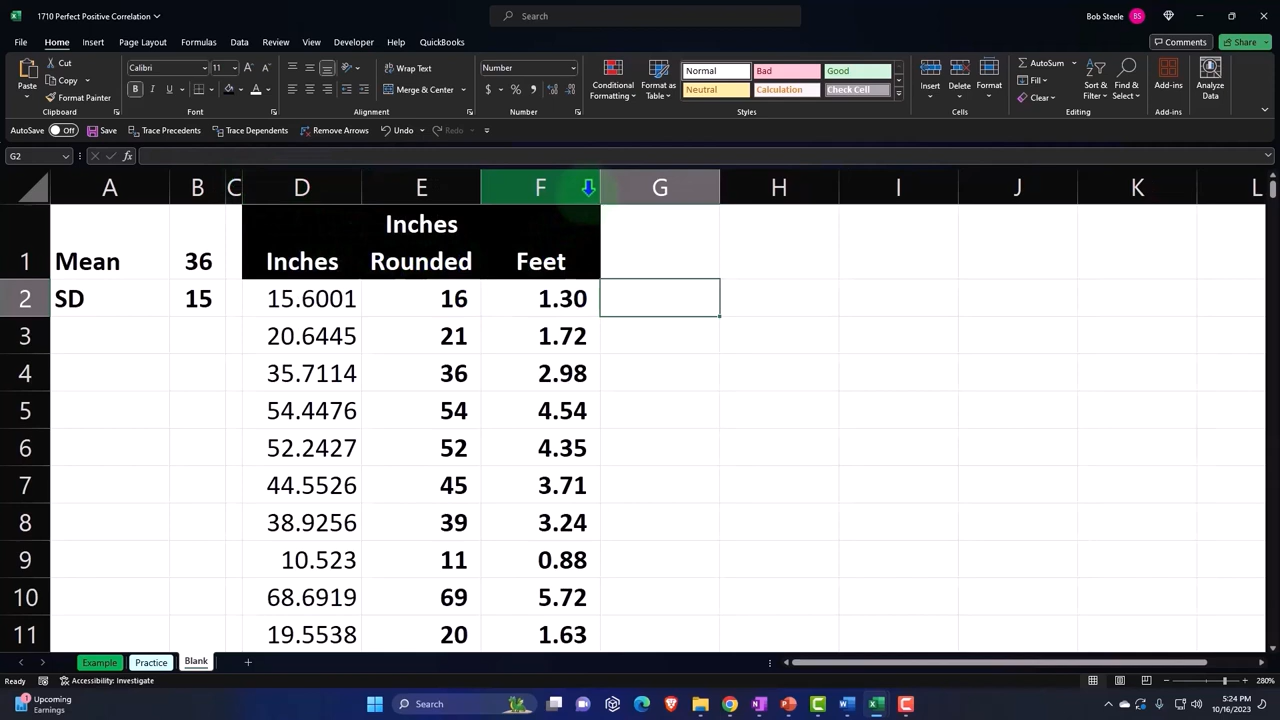 1710 Perfect Positive Correlation
Search
Bob Steele BS
File Home Insert Page Layout Formulas Data Review View Developer Automate Help QuickBooks
Comments Share
Paste Cut Copy Format Painter Clipboard
Calibri 11 Font
Wrap Text Merge & Center Alignment
Number Number
Conditional Formatting Format as Table
Normal Bad Good
Neutral Calculation Check Cell
Styles
Insert Delete Format Cells
AutoSum Fill Clear Sort & Filter Find & Select Editing
Add-ins Add-ins
Analyze Data
AutoSave Off Save Trace Precedents Trace Dependents Remove Arrows Undo Redo
G2 fx
A B C D E F G H I J K L
1 Mean 36 Inches Inches Rounded Feet
2 SD 15 15.6001 16 1.30
3 20.6445 21 1.72
4 35.7114 36 2.98
5 54.4476 54 4.54
6 52.2427 52 4.35
7 44.5526 45 3.71
8 38.9256 39 3.24
9 10.523 11 0.88
10 68.6919 69 5.72
11 19.5538 20 1.63
Example Practice Blank
Ready Accessibility: Investigate 280%
Upcoming Earnings
Search
5:24 PM
10/16/2023